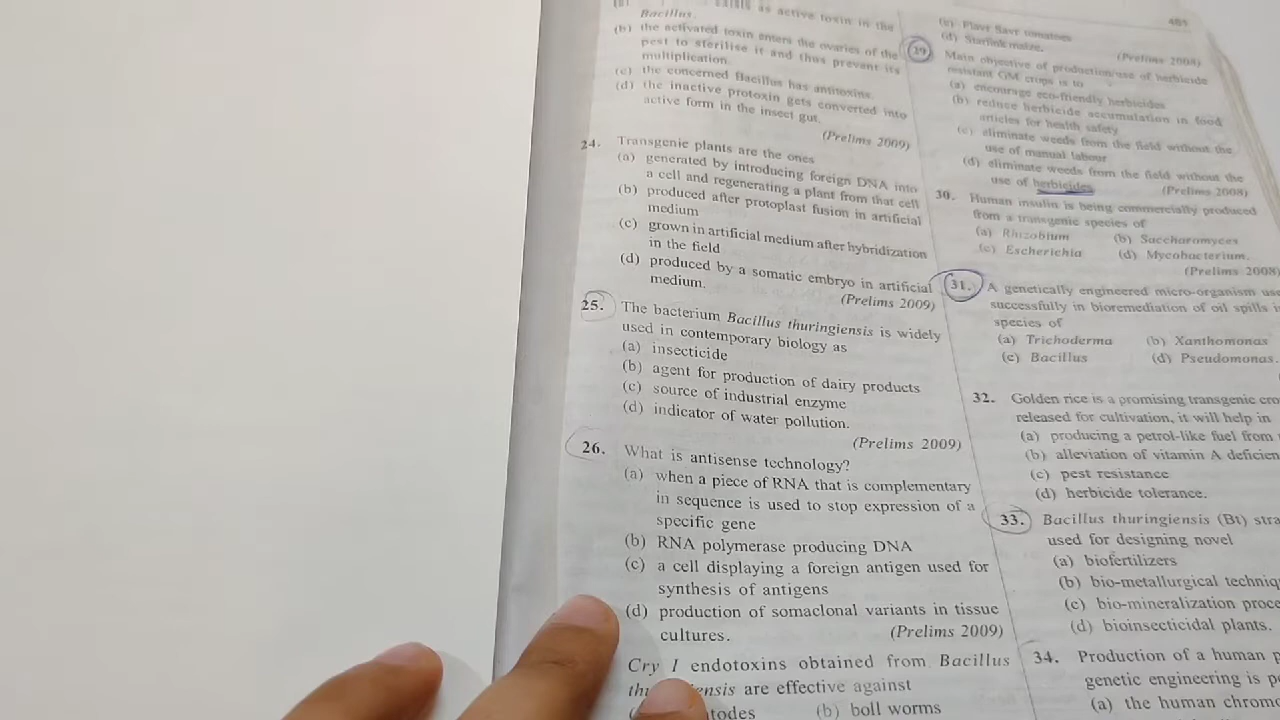 as active toxin in the
Bacillus.
(b) the activated toxin enters the ovaries of the
pest to sterilise it and thus prevent its
multiplication.
(c) the concerned Bacillus has antitoxins.
(d) the inactive protoxin gets converted into
active form in the insect gut.
(Prelims 2009)
24. Transgenic plants are the ones
(a) generated by introducing foreign DNA into
a cell and regenerating a plant from that cell
(b) produced after protoplast fusion in artificial
medium
(c) grown in artificial medium after hybridization
in the field
(d) produced by a somatic embryo in artificial
medium.
(Prelims 2009)
25. The bacterium Bacillus thuringiensis is widely
used in contemporary biology as
(a) insecticide
(b) agent for production of dairy products
(c) source of industrial enzyme
(d) indicator of water pollution.
(Prelims 2009)
26. What is antisense technology?
(a) when a piece of RNA that is complementary
in sequence is used to stop expression of a
specific gene
(b) RNA polymerase producing DNA
(c) a cell displaying a foreign antigen used for
synthesis of antigens
(d) production of somaclonal variants in tissue
cultures. (Prelims 2009)
Cry I endotoxins obtained from Bacillus
are effective against
(b) boll worms
(c) Flavr Savr tomatoes
(d) Starlink maize.
(Prelims 2008)
29. Main objective of production/use of herbicide
resistant GM crops is to
(a) encourage eco-friendly herbicides
(b) reduce herbicide accumulation in food
articles for health safety
(c) eliminate weeds from the field without the
use of manual labour
(d) eliminate weeds from the field without the
use of herbicides. (Prelims 2008)
30. Human insulin is being commercially produced
from a transgenic species of
(a) Rhizobium (b) Saccharomyces
(c) Escherichia (d) Mycobacterium.
(Prelims 2008)
31. A genetically engineered micro-organism
successfully in bioremediation of oil spills
species of
(a) Trichoderma (b) Xanthomonas
(c) Bacillus (d) Pseudomonas.
32. Golden rice is a promising transgenic
released for cultivation, it will help in
(a) producing a petrol-like fuel from
(b) alleviation of vitamin A
(c) pest resistance
(d) herbicide tolerance.
33. Bacillus thuringiensis (Bt)
used for designing novel
(a) biofertilizers
(b) bio-metallurgical
(c) bio-mineralization
(d) bioinsecticidal plants.
34. Production of a human
genetic engineering is
(a) the human